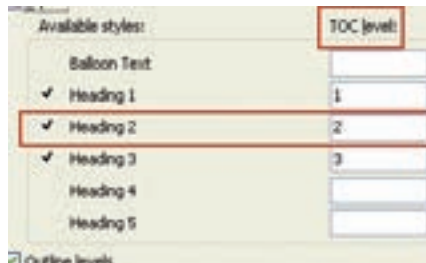 Available styles: TOC level:
Balloon Text
✔ Heading 1 1
✔ Heading 2 2
✔ Heading 3 3
Heading 4
Heading 5
Outline levels